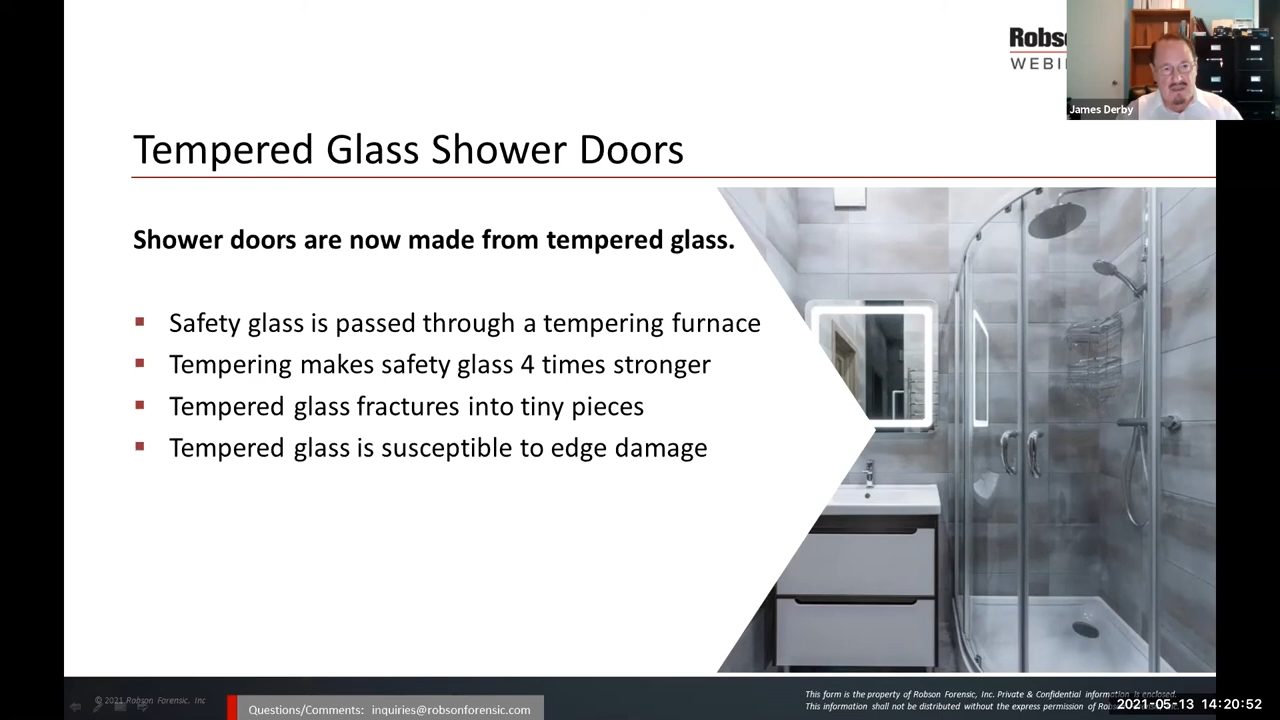 Robs
WEBI
James Derby
Tempered Glass Shower Doors
Shower doors are now made from tempered glass.
Safety glass is passed through a tempering furnace
Tempering makes safety glass 4 times stronger
Tempered glass fractures into tiny pieces
Tempered glass is susceptible to edge damage
© 2021 Robson Forensic, Inc
Questions/Comments: inquiries@robsonforensic.com
This form is the property of Robson Forensic, Inc. Private & Confidential information is enclosed.
This information shall not be distributed without the express permission of Rob
2021-05-13 14:20:52